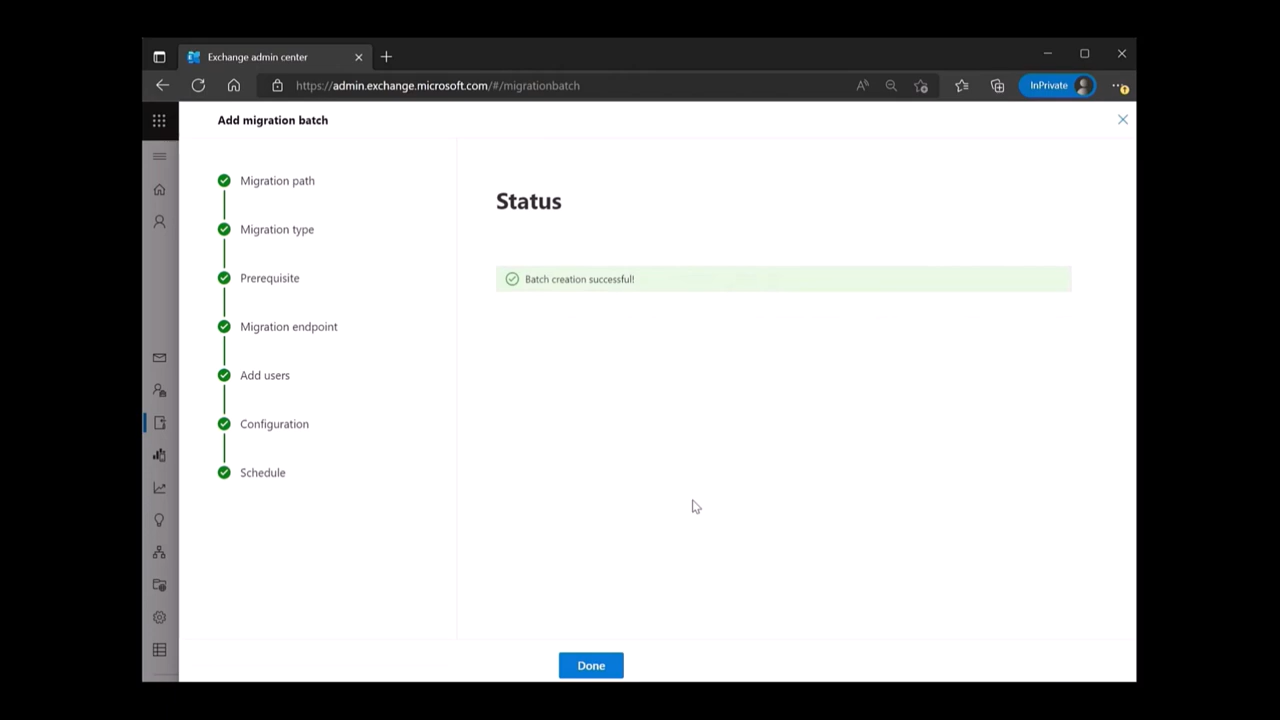 Exchange admin center
https://admin.exchange.microsoft.com/#/migrationbatch
InPrivate
Add migration batch
Migration path
Migration type
Prerequisite
Migration endpoint
Add users
Configuration
Schedule
Status
Batch creation successful!
Done